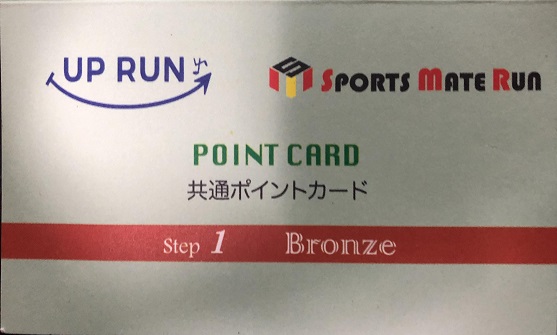 UP RUN
SPORTS MATE RUN
POINT CARD
共通ポイントカード
Step 1 Bronze